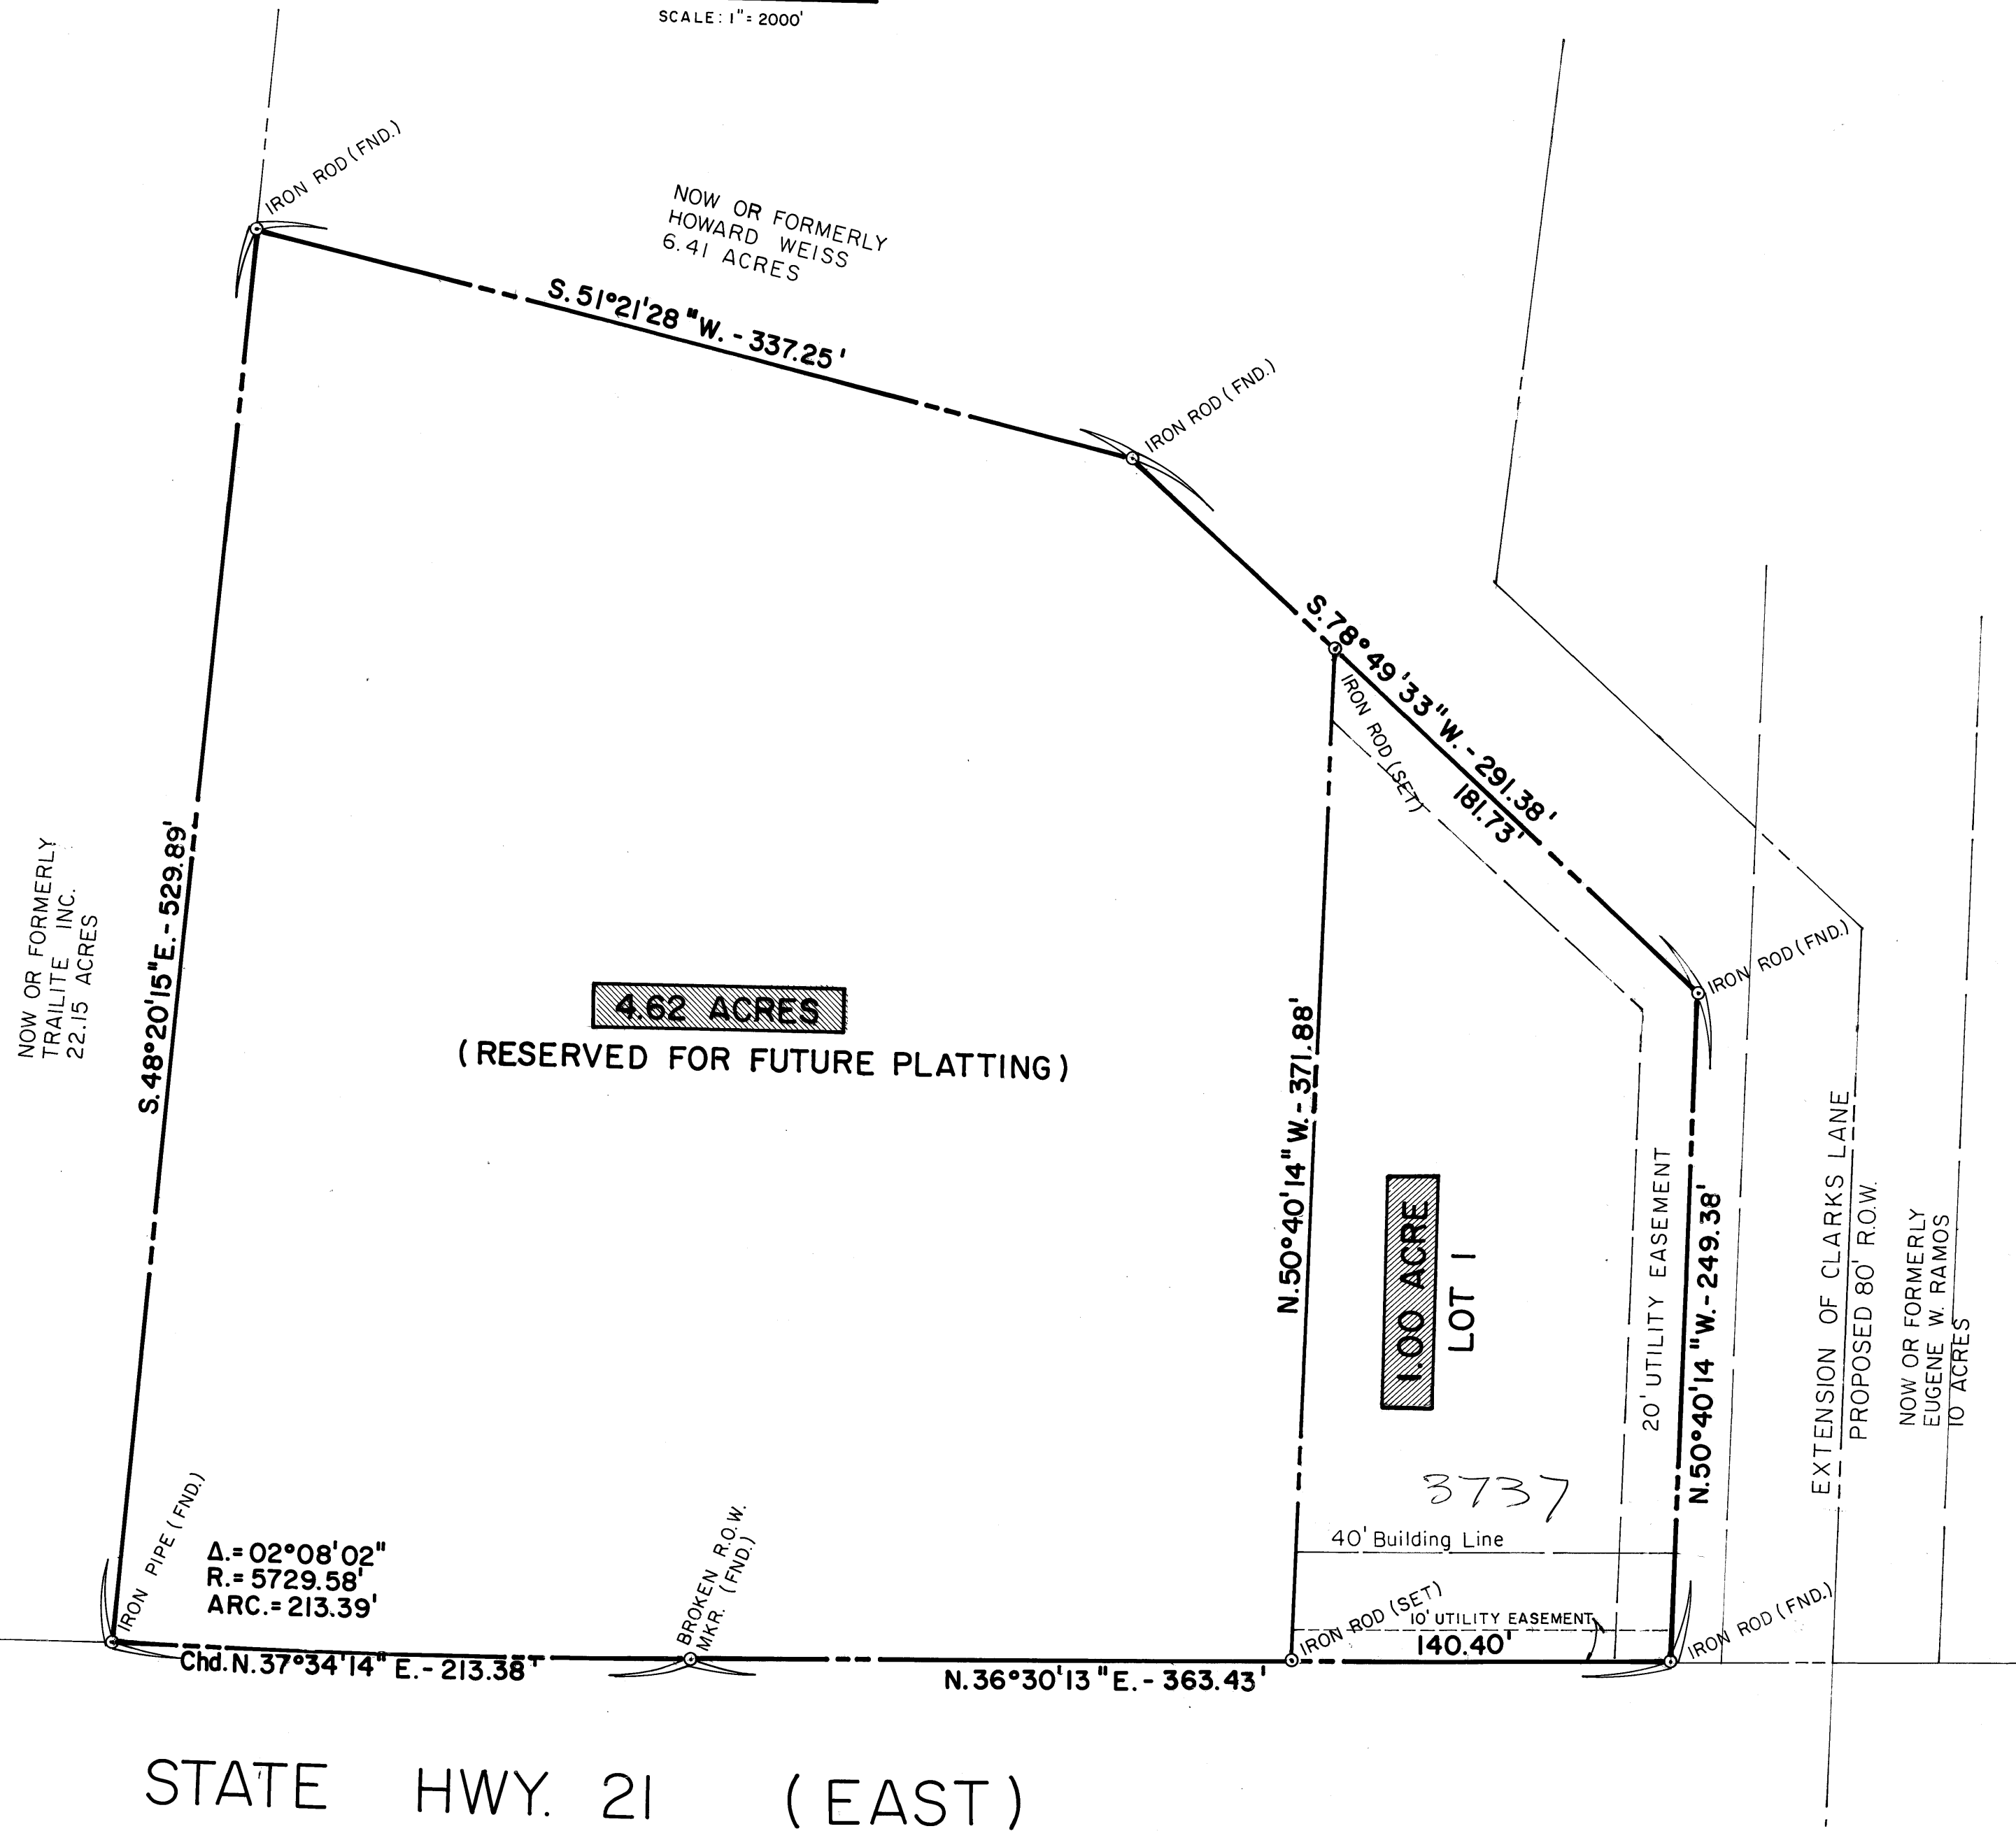 SCALE: 1"= 2000'
IRON ROD (FND.)
NOW OR FORMERLY
HOWARD WEISS
6.41 ACRES
S. 51°21'28"W. - 337.25'
IRON ROD (FND.)
S. 78°49'33"W. - 291.38'
181.73'
IRON ROD (SET)
IRON ROD (FND.)
NOW OR FORMERLY
TRAILITE INC.
22.15 ACRES
S. 48°20'15"E. - 529.89'
4.62 ACRES
(RESERVED FOR FUTURE PLATTING)
N. 50°40'14"W. - 371.88'
1.00 ACRE
LOT 1
20' UTILITY EASEMENT
N. 50°40'14"W. - 249.38'
EXTENSION OF CLARKS LANE
PROPOSED 80' R.O.W.
NOW OR FORMERLY
EUGENE W. RAMOS
10 ACRES
3737
40' Building Line
IRON PIPE (FND.)
Δ.= 02°08'02"
R.= 5729.58'
ARC.= 213.39'
BROKEN R.O.W.
MKR. (FND.)
IRON ROD (SET)
10' UTILITY EASEMENT
140.40'
IRON ROD (FND.)
Chd. N. 37°34'14" E. - 213.38'
N. 36°30'13"E. - 363.43'
STATE HWY. 21 (EAST)